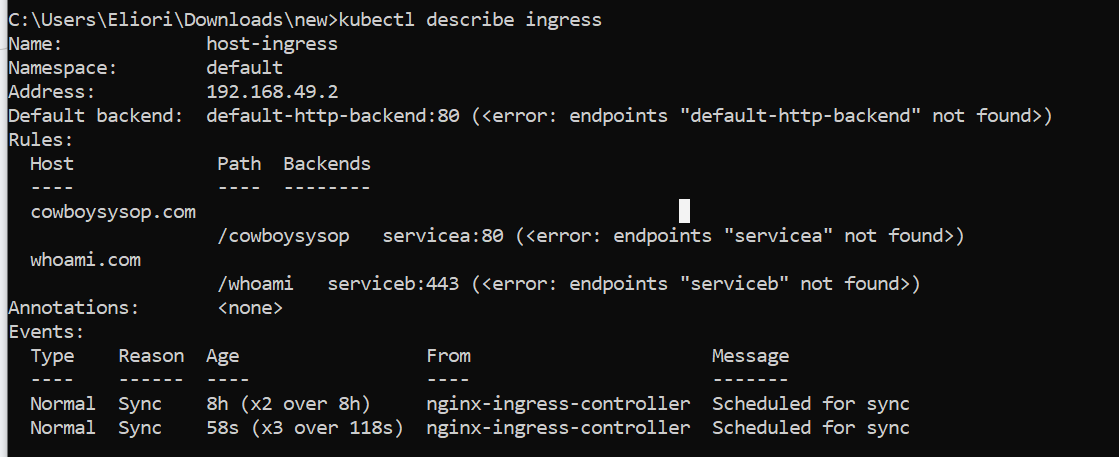 C:\Users\Eliori\Downloads\new>kubectl describe ingress
Name:             host-ingress
Namespace:        default
Address:          192.168.49.2
Default backend:  default-http-backend:80 (<error: endpoints "default-http-backend" not found>)
Rules:
  Host             Path  Backends
  ----             ----  --------
  cowboysysop.com
                   /cowboysysop   servicea:80 (<error: endpoints "servicea" not found>)
  whoami.com
                   /whoami   serviceb:443 (<error: endpoints "serviceb" not found>)
Annotations:       <none>
Events:
  Type    Reason  Age                 From                      Message
  ----    ------  ----                ----                      -------
  Normal  Sync    8h (x2 over 8h)     nginx-ingress-controller  Scheduled for sync
  Normal  Sync    58s (x3 over 118s)  nginx-ingress-controller  Scheduled for sync